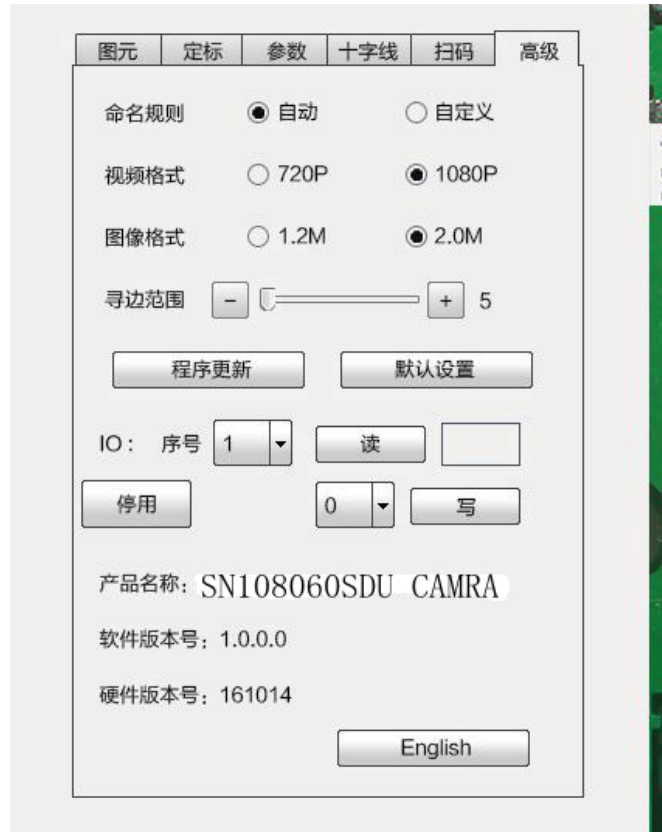 图元 定标 参数 十字线 扫码 高级
命名规则 自动 自定义
视频格式 720P 1080P
图像格式 1.2M 2.0M
寻边范围 - + 5
程序更新 默认设置
IO: 序号 1 读
停用 0 写
产品名称: SN108060SDU CAMRA
软件版本号: 1.0.0.0
硬件版本号: 161014
English